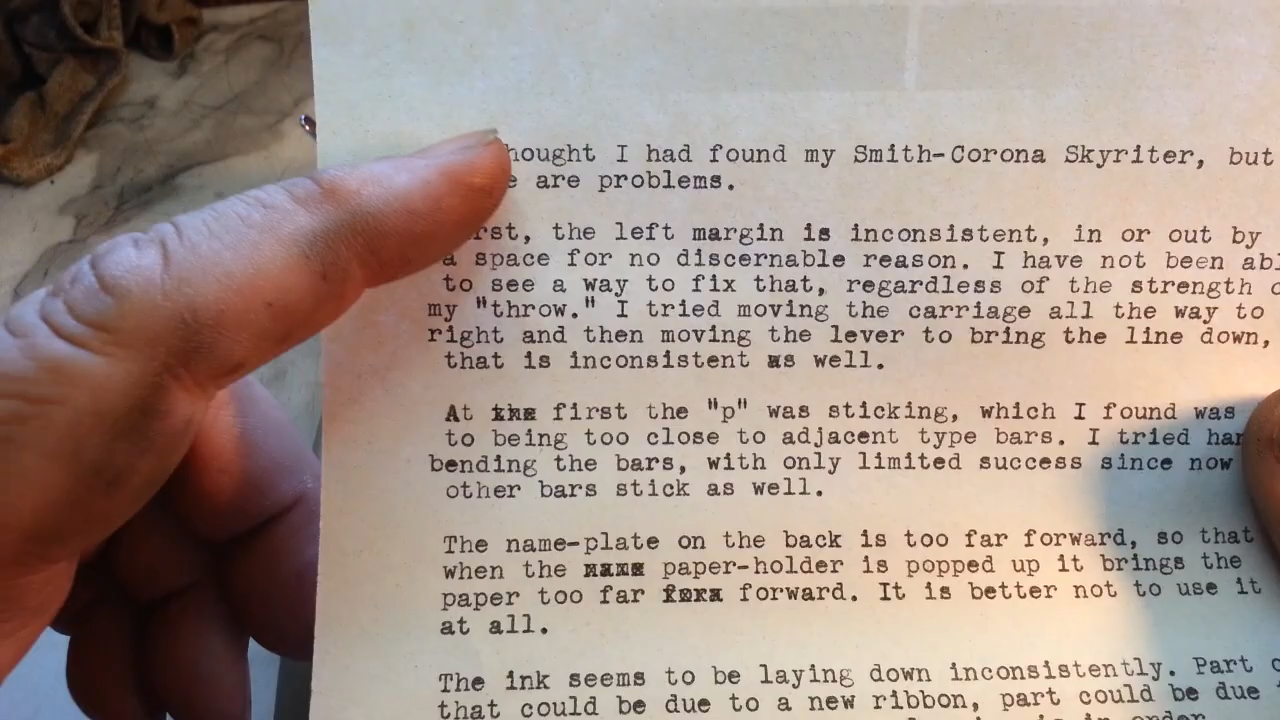 hought I had found my Smith-Corona Skyriter, but
e are problems.
rst, the left margin is inconsistent, in or out by
a space for no discernable reason. I have not been abl
to see a way to fix that, regardless of the strength o
my "throw." I tried moving the carriage all the way to
right and then moving the lever to bring the line down,
that is inconsistent as well.
At the first the "p" was sticking, which I found was
to being too close to adjacent type bars. I tried har
bending the bars, with only limited success since now
other bars stick as well.
The name-plate on the back is too far forward, so that
when the paper-holder is popped up it brings the
paper too far forward. It is better not to use it
at all.
The ink seems to be laying down inconsistently. Part o
that could be due to a new ribbon, part could be due
is in order